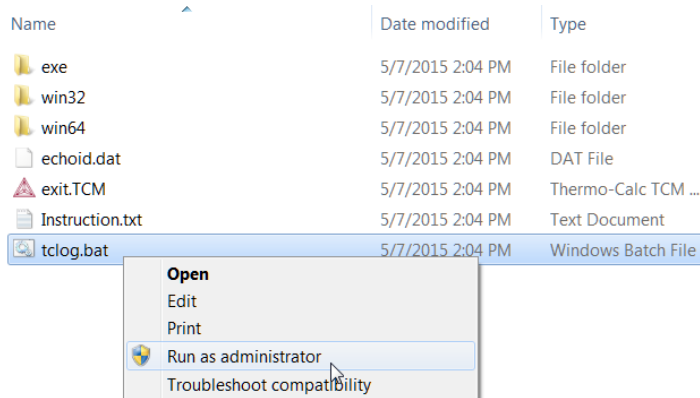 Name Date modified Type
exe 5/7/2015 2:04 PM File folder
win32 5/7/2015 2:04 PM File folder
win64 5/7/2015 2:04 PM File folder
echoid.dat 5/7/2015 2:04 PM DAT File
exit.TCM 5/7/2015 2:04 PM Thermo-Calc TCM ...
Instruction.txt 5/7/2015 2:04 PM Text Document
tclog.bat 5/7/2015 2:04 PM Windows Batch File
Open
Edit
Print
Run as administrator
Troubleshoot compatibility